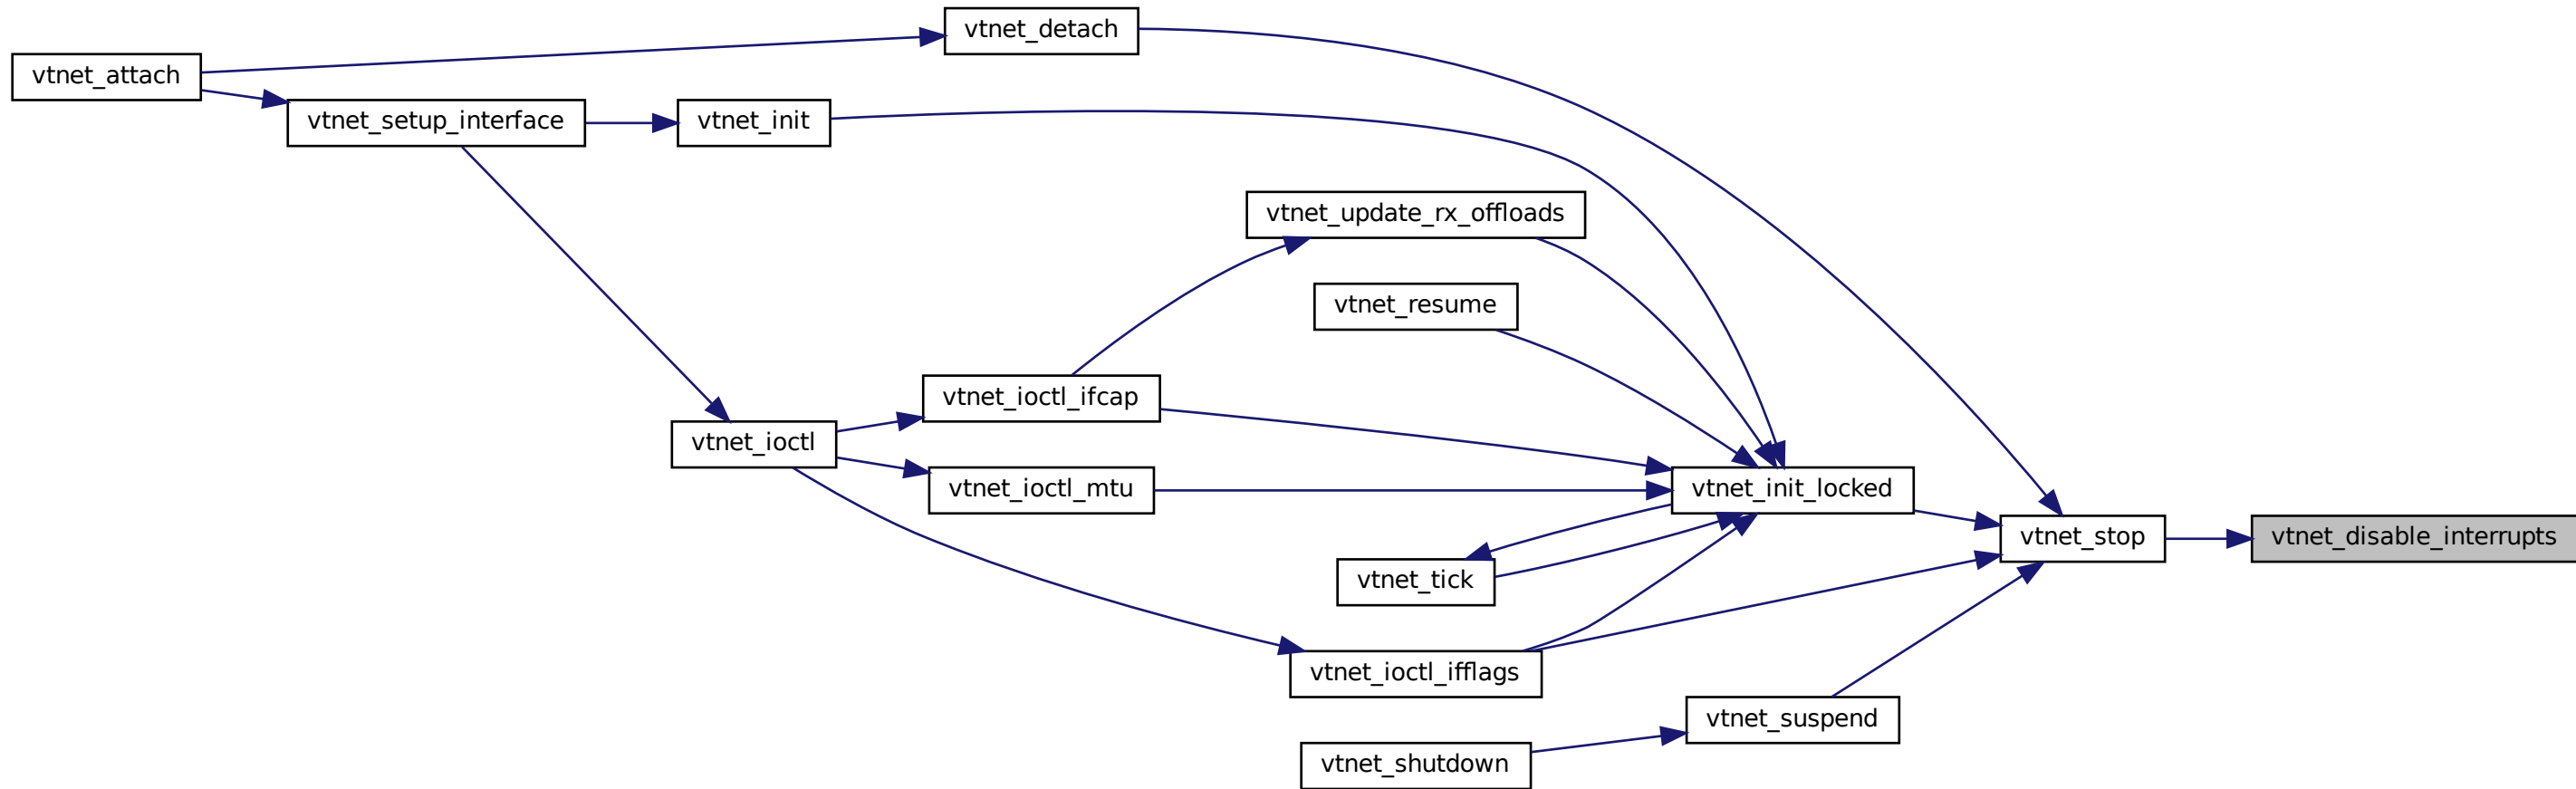 vtnet_detach
vtnet_attach
vtnet_setup_interface
vtnet_init
vtnet_update_rx_offloads
vtnet_resume
vtnet_ioctl_ifcap
vtnet_ioctl
vtnet_ioctl_mtu
vtnet_init_locked
vtnet_stop
vtnet_disable_interrupts
vtnet_tick
vtnet_ioctl_ifflags
vtnet_suspend
vtnet_shutdown